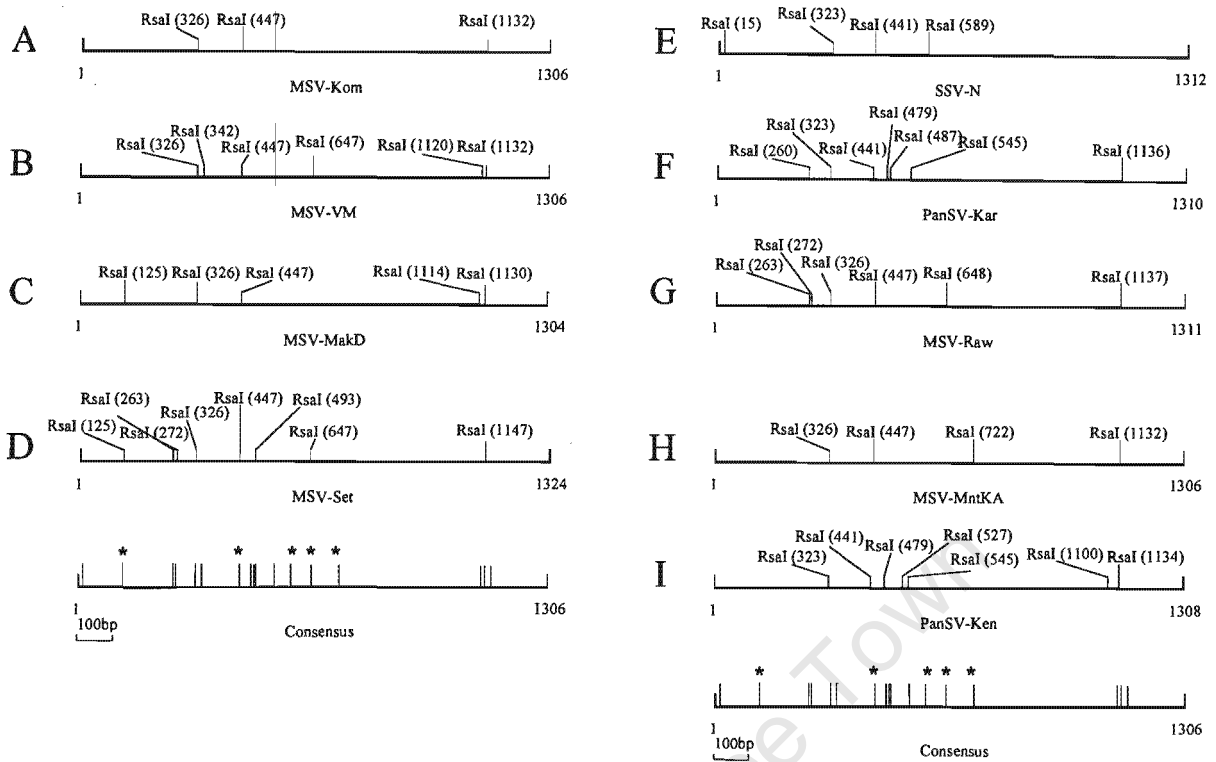 A
RsaI (326) RsaI (447) RsaI (1132)
1 1306
MSV-Kom
B
RsaI (342)
RsaI (326) RsaI (447) RsaI (647) RsaI (1120) RsaI (1132)
1 1306
MSV-VM
C
RsaI (125) RsaI (326) RsaI (447) RsaI (1114) RsaI (1130)
1 1304
MSV-MakD
D
RsaI (263) RsaI (447) RsaI (493)
RsaI (326)
RsaI (125) RsaI (272) RsaI (647) RsaI (1147)
1 1324
MSV-Set
* * * * *
1 1306
100bp
Consensus
E
RsaI (15) RsaI (323) RsaI (441) RsaI (589)
1 1312
SSV-N
F
RsaI (479)
RsaI (323) RsaI (487)
RsaI (260) RsaI (441) RsaI (545) RsaI (1136)
1 1310
PanSV-Kar
G
RsaI (272)
RsaI (263) RsaI (326) RsaI (447) RsaI (648) RsaI (1137)
1 1311
MSV-Raw
H
RsaI (326) RsaI (447) RsaI (722) RsaI (1132)
1 1306
MSV-MntKA
I
RsaI (441) RsaI (479) RsaI (527)
RsaI (323) RsaI (545) RsaI (1100) RsaI (1134)
1 1308
PanSV-Ken
* * * * *
1 1306
100bp
Consensus
Town